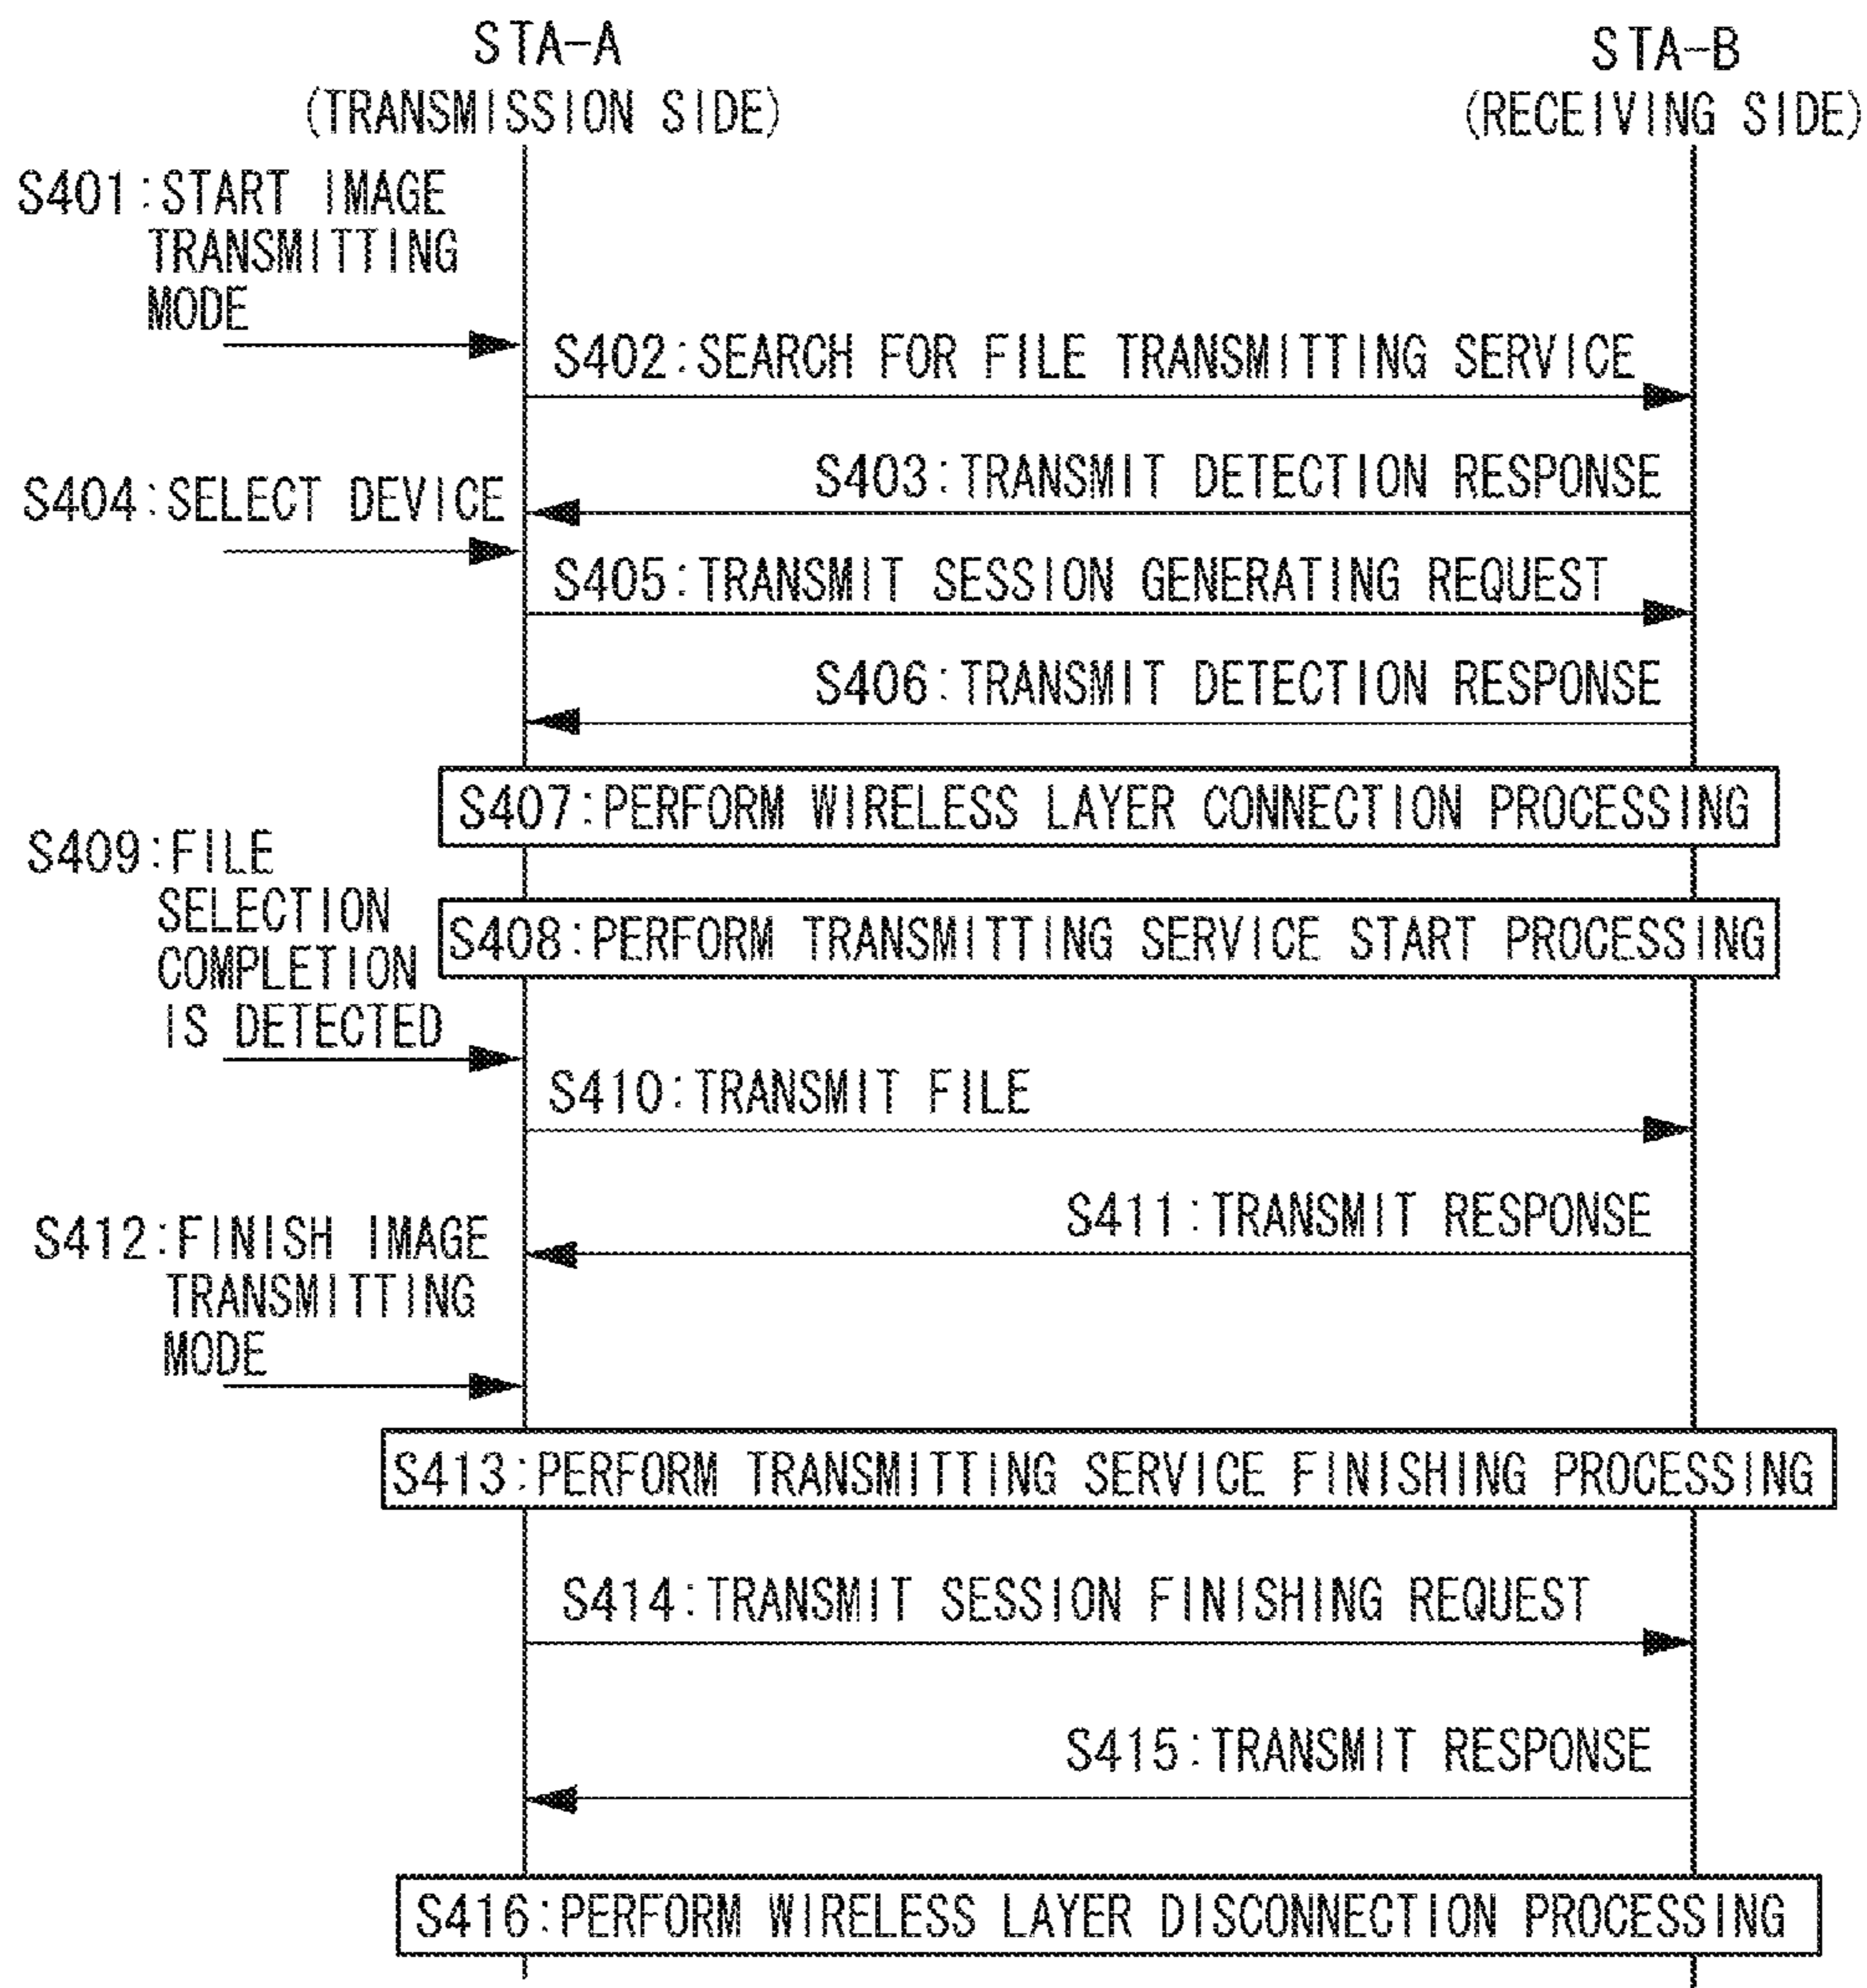 STA-A
(TRANSMISSION SIDE)
STA-B
(RECEIVING SIDE)
S401:START IMAGE
TRANSMITTING
MODE
S402:SEARCH FOR FILE TRANSMITTING SERVICE
S403:TRANSMIT DETECTION RESPONSE
S404:SELECT DEVICE
S405:TRANSMIT SESSION GENERATING REQUEST
S406:TRANSMIT DETECTION RESPONSE
S407:PERFORM WIRELESS LAYER CONNECTION PROCESSING
S409:FILE
SELECTION
COMPLETION
IS DETECTED
S408:PERFORM TRANSMITTING SERVICE START PROCESSING
S410:TRANSMIT FILE
S411:TRANSMIT RESPONSE
S412:FINISH IMAGE
TRANSMITTING
MODE
S413:PERFORM TRANSMITTING SERVICE FINISHING PROCESSING
S414:TRANSMIT SESSION FINISHING REQUEST
S415:TRANSMIT RESPONSE
S416:PERFORM WIRELESS LAYER DISCONNECTION PROCESSING